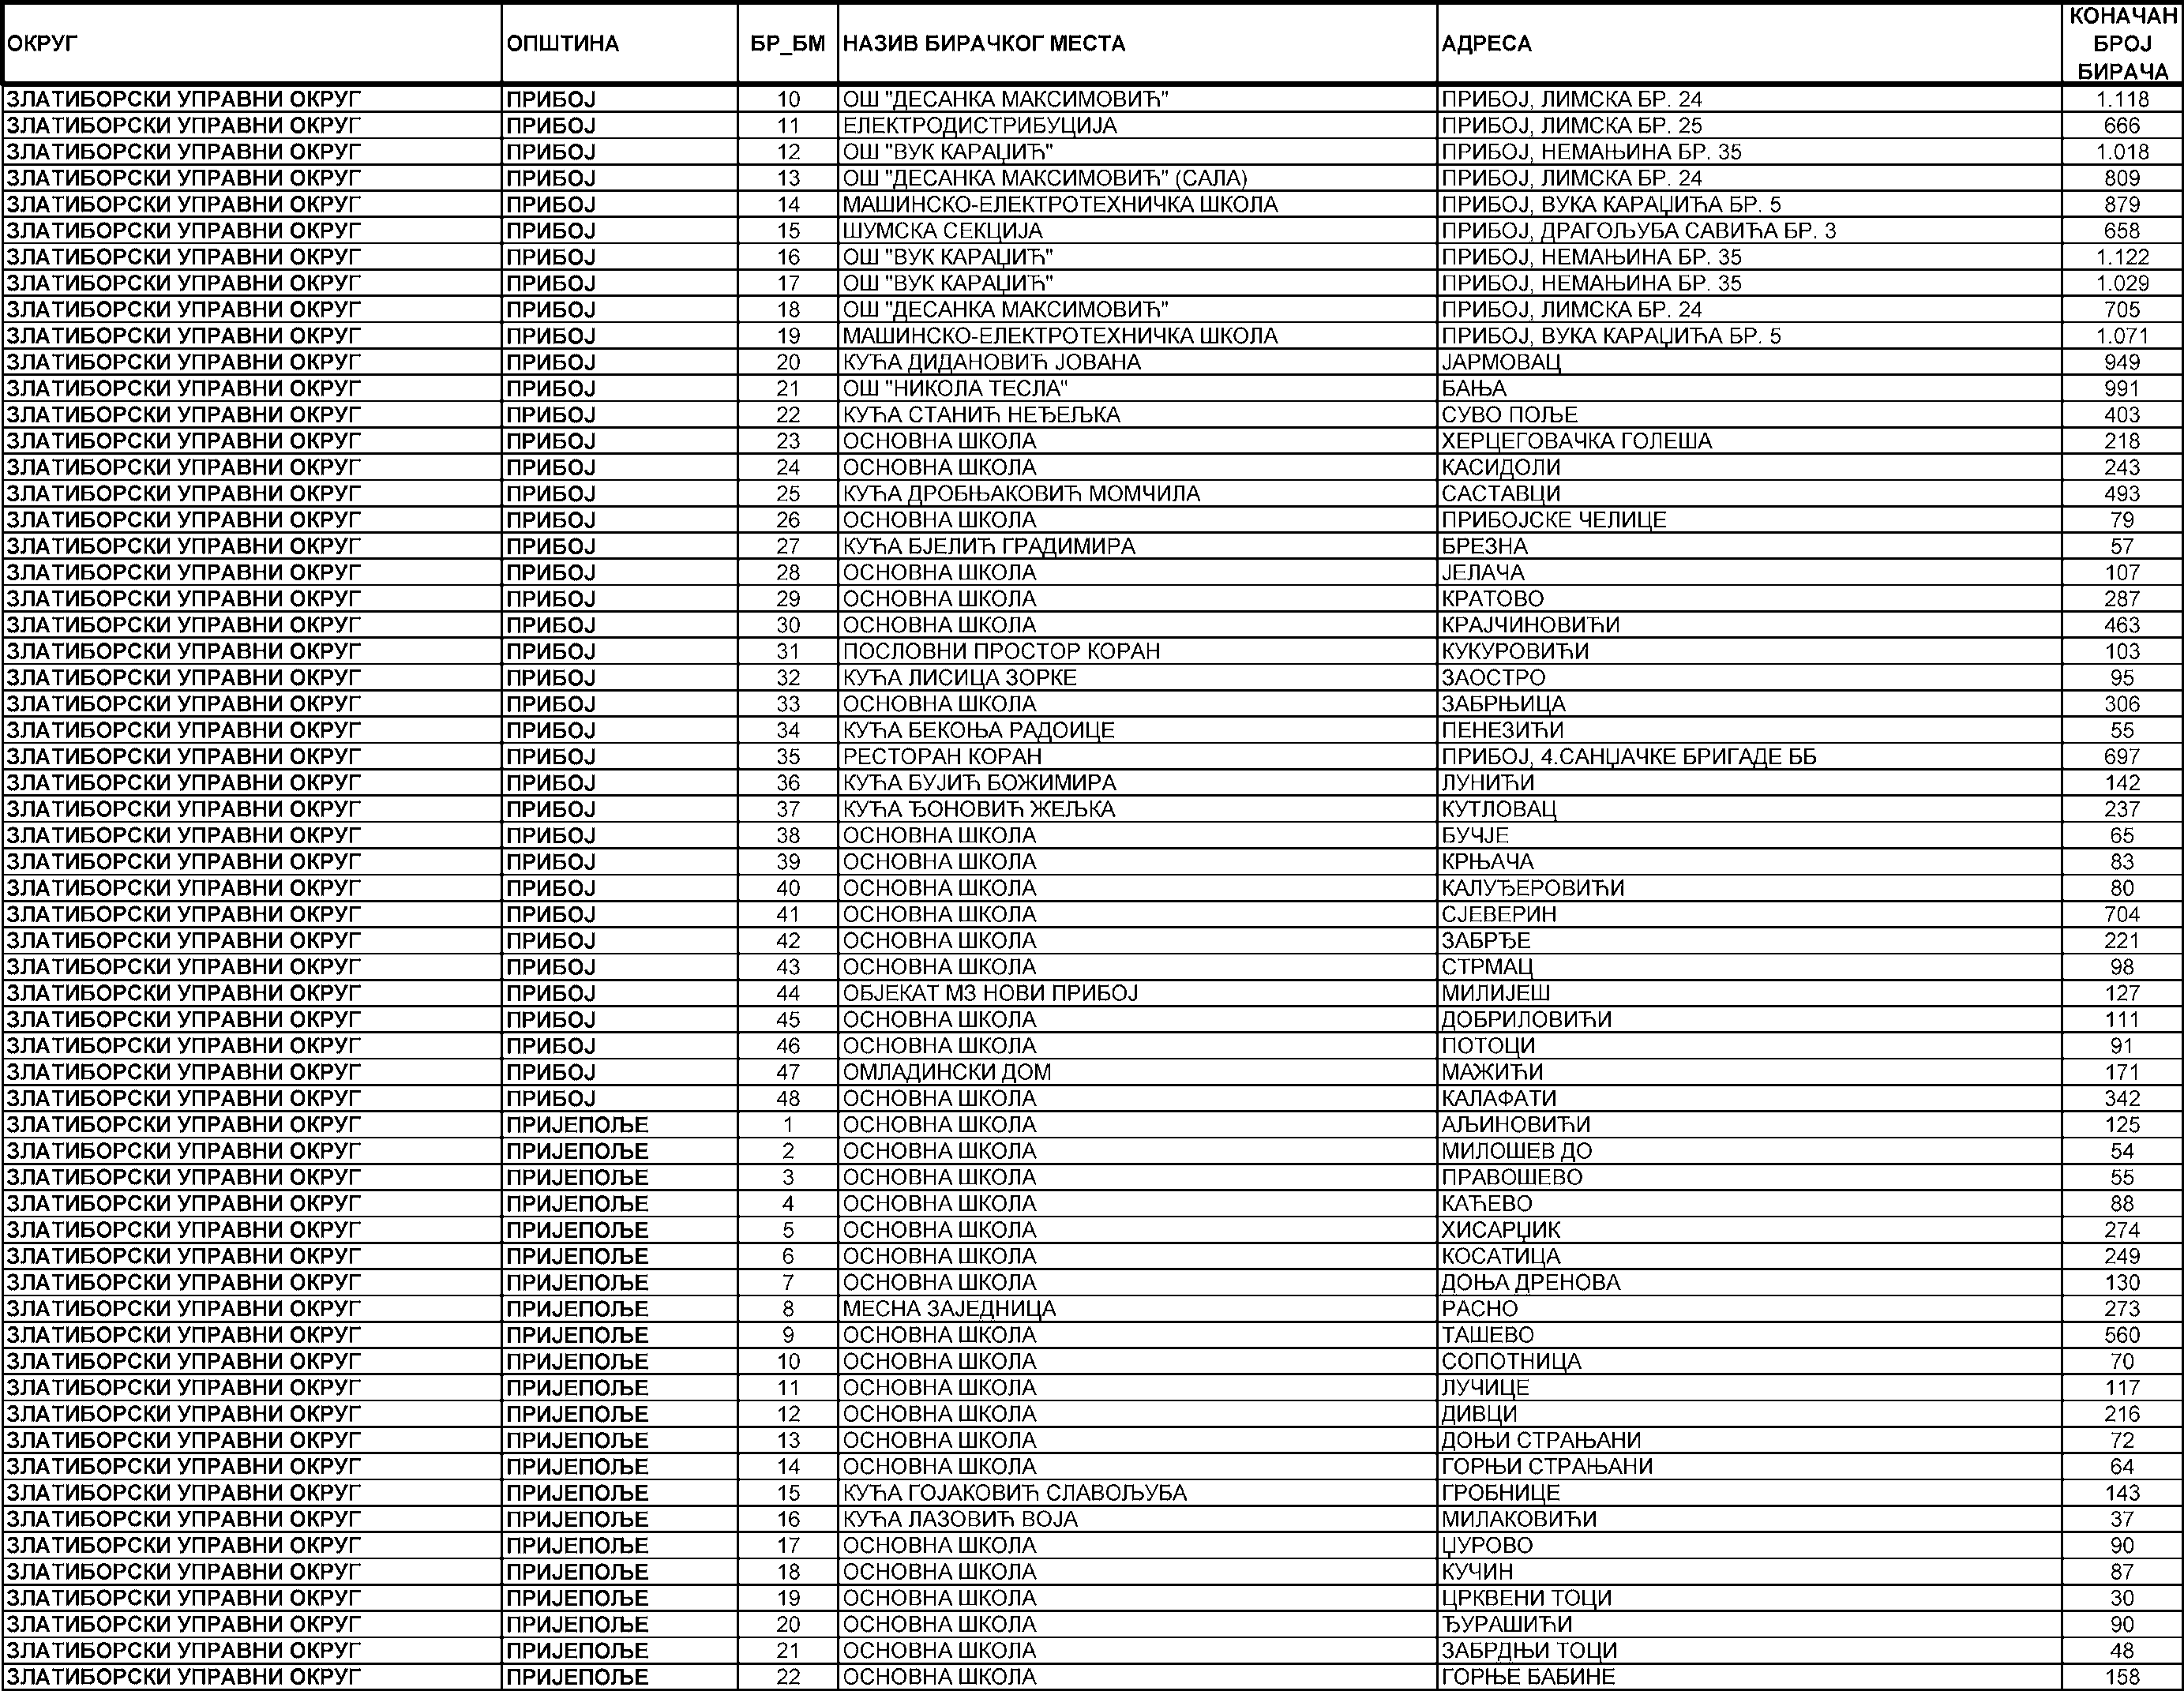 ОКРУГ ОПШТИНА БР_БМ НАЗИВ БИРАЧКОГ МЕСТА АДРЕСА КОНАЧАН БРОЈ БИРАЧА
ЗЛАТИБОРСКИ УПРАВНИ ОКРУГ ПРИБОЈ 10 ОШ "ДЕСАНКА МАКСИМОВИЋ" ПРИБОЈ, ЛИМСКА БР. 24 1.118
ЗЛАТИБОРСКИ УПРАВНИ ОКРУГ ПРИБОЈ 11 ЕЛЕКТРОДИСТРИБУЦИЈА ПРИБОЈ, ЛИМСКА БР. 25 666
ЗЛАТИБОРСКИ УПРАВНИ ОКРУГ ПРИБОЈ 12 ОШ "ВУК КАРАЏИЋ" ПРИБОЈ, НЕМАЊИНА БР. 35 1.018
ЗЛАТИБОРСКИ УПРАВНИ ОКРУГ ПРИБОЈ 13 ОШ "ДЕСАНКА МАКСИМОВИЋ" (САЛА) ПРИБОЈ, ЛИМСКА БР. 24 809
ЗЛАТИБОРСКИ УПРАВНИ ОКРУГ ПРИБОЈ 14 МАШИНСКО-ЕЛЕКТРОТЕХНИЧКА ШКОЛА ПРИБОЈ, ВУКА КАРАЏИЋА БР. 5 879
ЗЛАТИБОРСКИ УПРАВНИ ОКРУГ ПРИБОЈ 15 ШУМСКА СЕКЦИЈА ПРИБОЈ, ДРАГОЉУБА САВИЋА БР. 3 658
ЗЛАТИБОРСКИ УПРАВНИ ОКРУГ ПРИБОЈ 16 ОШ "ВУК КАРАЏИЋ" ПРИБОЈ, НЕМАЊИНА БР. 35 1.122
ЗЛАТИБОРСКИ УПРАВНИ ОКРУГ ПРИБОЈ 17 ОШ "ВУК КАРАЏИЋ" ПРИБОЈ, НЕМАЊИНА БР. 35 1.029
ЗЛАТИБОРСКИ УПРАВНИ ОКРУГ ПРИБОЈ 18 ОШ "ДЕСАНКА МАКСИМОВИЋ" ПРИБОЈ, ЛИМСКА БР. 24 705
ЗЛАТИБОРСКИ УПРАВНИ ОКРУГ ПРИБОЈ 19 МАШИНСКО-ЕЛЕКТРОТЕХНИЧКА ШКОЛА ПРИБОЈ, ВУКА КАРАЏИЋА БР. 5 1.071
ЗЛАТИБОРСКИ УПРАВНИ ОКРУГ ПРИБОЈ 20 КУЋА ДИДАНОВИЋ ЈОВАНА ЈАРМОВАЦ 949
ЗЛАТИБОРСКИ УПРАВНИ ОКРУГ ПРИБОЈ 21 ОШ "НИКОЛА ТЕСЛА" БАЊА 991
ЗЛАТИБОРСКИ УПРАВНИ ОКРУГ ПРИБОЈ 22 КУЋА СТАНИЋ НЕЂЕЉКА СУВО ПОЉЕ 403
ЗЛАТИБОРСКИ УПРАВНИ ОКРУГ ПРИБОЈ 23 ОСНОВНА ШКОЛА ХЕРЦЕГОВАЧКА ГОЛЕША 218
ЗЛАТИБОРСКИ УПРАВНИ ОКРУГ ПРИБОЈ 24 ОСНОВНА ШКОЛА КАСИДОЛИ 243
ЗЛАТИБОРСКИ УПРАВНИ ОКРУГ ПРИБОЈ 25 КУЋА ДРОБЊАКОВИЋ МОМЧИЛА САСТАВЦИ 493
ЗЛАТИБОРСКИ УПРАВНИ ОКРУГ ПРИБОЈ 26 ОСНОВНА ШКОЛА ПРИБОЈСКЕ ЧЕЛИЦЕ 79
ЗЛАТИБОРСКИ УПРАВНИ ОКРУГ ПРИБОЈ 27 КУЋА БЈЕЛИЋ ГРАДИМИРА БРЕЗНА 57
ЗЛАТИБОРСКИ УПРАВНИ ОКРУГ ПРИБОЈ 28 ОСНОВНА ШКОЛА ЈЕЛАЧА 107
ЗЛАТИБОРСКИ УПРАВНИ ОКРУГ ПРИБОЈ 29 ОСНОВНА ШКОЛА КРАТОВО 287
ЗЛАТИБОРСКИ УПРАВНИ ОКРУГ ПРИБОЈ 30 ОСНОВНА ШКОЛА КРАЈЧИНОВИЋИ 463
ЗЛАТИБОРСКИ УПРАВНИ ОКРУГ ПРИБОЈ 31 ПОСЛОВНИ ПРОСТОР КОРАН КУКУРОВИЋИ 103
ЗЛАТИБОРСКИ УПРАВНИ ОКРУГ ПРИБОЈ 32 КУЋА ЛИСИЦА ЗОРКЕ ЗАОСТРО 95
ЗЛАТИБОРСКИ УПРАВНИ ОКРУГ ПРИБОЈ 33 ОСНОВНА ШКОЛА ЗАБРЊИЦА 306
ЗЛАТИБОРСКИ УПРАВНИ ОКРУГ ПРИБОЈ 34 КУЋА БЕКОЊА РАДОИЦЕ ПЕНЕЗИЋИ 55
ЗЛАТИБОРСКИ УПРАВНИ ОКРУГ ПРИБОЈ 35 РЕСТОРАН КОРАН ПРИБОЈ, 4.САНЏАЧКЕ БРИГАДЕ ББ 697
ЗЛАТИБОРСКИ УПРАВНИ ОКРУГ ПРИБОЈ 36 КУЋА БУЈИЋ БОЖИМИРА ЛУНИЋИ 142
ЗЛАТИБОРСКИ УПРАВНИ ОКРУГ ПРИБОЈ 37 КУЋА ЂОНОВИЋ ЖЕЉКА КУТЛОВАЦ 237
ЗЛАТИБОРСКИ УПРАВНИ ОКРУГ ПРИБОЈ 38 ОСНОВНА ШКОЛА БУЧЈЕ 65
ЗЛАТИБОРСКИ УПРАВНИ ОКРУГ ПРИБОЈ 39 ОСНОВНА ШКОЛА КРЊАЧА 83
ЗЛАТИБОРСКИ УПРАВНИ ОКРУГ ПРИБОЈ 40 ОСНОВНА ШКОЛА КАЛУЂЕРОВИЋИ 80
ЗЛАТИБОРСКИ УПРАВНИ ОКРУГ ПРИБОЈ 41 ОСНОВНА ШКОЛА СЈЕВЕРИН 704
ЗЛАТИБОРСКИ УПРАВНИ ОКРУГ ПРИБОЈ 42 ОСНОВНА ШКОЛА ЗАБРЂЕ 221
ЗЛАТИБОРСКИ УПРАВНИ ОКРУГ ПРИБОЈ 43 ОСНОВНА ШКОЛА СТРМАЦ 98
ЗЛАТИБОРСКИ УПРАВНИ ОКРУГ ПРИБОЈ 44 ОБЈЕКАТ МЗ НОВИ ПРИБОЈ МИЛИЈЕШ 127
ЗЛАТИБОРСКИ УПРАВНИ ОКРУГ ПРИБОЈ 45 ОСНОВНА ШКОЛА ДОБРИЛОВИЋИ 111
ЗЛАТИБОРСКИ УПРАВНИ ОКРУГ ПРИБОЈ 46 ОСНОВНА ШКОЛА ПОТОЦИ 91
ЗЛАТИБОРСКИ УПРАВНИ ОКРУГ ПРИБОЈ 47 ОМЛАДИНСКИ ДОМ МАЖИЋИ 171
ЗЛАТИБОРСКИ УПРАВНИ ОКРУГ ПРИБОЈ 48 ОСНОВНА ШКОЛА КАЛАФАТИ 342
ЗЛАТИБОРСКИ УПРАВНИ ОКРУГ ПРИЈЕПОЉЕ 1 ОСНОВНА ШКОЛА АЉИНОВИЋИ 125
ЗЛАТИБОРСКИ УПРАВНИ ОКРУГ ПРИЈЕПОЉЕ 2 ОСНОВНА ШКОЛА МИЛОШЕВ ДО 54
ЗЛАТИБОРСКИ УПРАВНИ ОКРУГ ПРИЈЕПОЉЕ 3 ОСНОВНА ШКОЛА ПРАВОШЕВО 55
ЗЛАТИБОРСКИ УПРАВНИ ОКРУГ ПРИЈЕПОЉЕ 4 ОСНОВНА ШКОЛА КАЋЕВО 88
ЗЛАТИБОРСКИ УПРАВНИ ОКРУГ ПРИЈЕПОЉЕ 5 ОСНОВНА ШКОЛА ХИСАРЏИК 274
ЗЛАТИБОРСКИ УПРАВНИ ОКРУГ ПРИЈЕПОЉЕ 6 ОСНОВНА ШКОЛА КОСАТИЦА 249
ЗЛАТИБОРСКИ УПРАВНИ ОКРУГ ПРИЈЕПОЉЕ 7 ОСНОВНА ШКОЛА ДОЊА ДРЕНОВА 130
ЗЛАТИБОРСКИ УПРАВНИ ОКРУГ ПРИЈЕПОЉЕ 8 МЕСНА ЗАЈЕДНИЦА РАСНО 273
ЗЛАТИБОРСКИ УПРАВНИ ОКРУГ ПРИЈЕПОЉЕ 9 ОСНОВНА ШКОЛА ТАШЕВО 560
ЗЛАТИБОРСКИ УПРАВНИ ОКРУГ ПРИЈЕПОЉЕ 10 ОСНОВНА ШКОЛА СОПОТНИЦА 70
ЗЛАТИБОРСКИ УПРАВНИ ОКРУГ ПРИЈЕПОЉЕ 11 ОСНОВНА ШКОЛА ЛУЧИЦЕ 117
ЗЛАТИБОРСКИ УПРАВНИ ОКРУГ ПРИЈЕПОЉЕ 12 ОСНОВНА ШКОЛА ДИВЦИ 216
ЗЛАТИБОРСКИ УПРАВНИ ОКРУГ ПРИЈЕПОЉЕ 13 ОСНОВНА ШКОЛА ДОЊИ СТРАЊАНИ 72
ЗЛАТИБОРСКИ УПРАВНИ ОКРУГ ПРИЈЕПОЉЕ 14 ОСНОВНА ШКОЛА ГОРЊИ СТРАЊАНИ 64
ЗЛАТИБОРСКИ УПРАВНИ ОКРУГ ПРИЈЕПОЉЕ 15 КУЋА ГОЈАКОВИЋ СЛАВОЉУБА ГРОБНИЦЕ 143
ЗЛАТИБОРСКИ УПРАВНИ ОКРУГ ПРИЈЕПОЉЕ 16 КУЋА ЛАЗОВИЋ ВОЈА МИЛАКОВИЋИ 37
ЗЛАТИБОРСКИ УПРАВНИ ОКРУГ ПРИЈЕПОЉЕ 17 ОСНОВНА ШКОЛА ЏУРОВО 90
ЗЛАТИБОРСКИ УПРАВНИ ОКРУГ ПРИЈЕПОЉЕ 18 ОСНОВНА ШКОЛА КУЧИН 87
ЗЛАТИБОРСКИ УПРАВНИ ОКРУГ ПРИЈЕПОЉЕ 19 ОСНОВНА ШКОЛА ЦРКВЕНИ ТОЦИ 30
ЗЛАТИБОРСКИ УПРАВНИ ОКРУГ ПРИЈЕПОЉЕ 20 ОСНОВНА ШКОЛА ЂУРАШИЋИ 90
ЗЛАТИБОРСКИ УПРАВНИ ОКРУГ ПРИЈЕПОЉЕ 21 ОСНОВНА ШКОЛА ЗАБРДЊИ ТОЦИ 48
ЗЛАТИБОРСКИ УПРАВНИ ОКРУГ ПРИЈЕПОЉЕ 22 ОСНОВНА ШКОЛА ГОРЊЕ БАБИНЕ 158